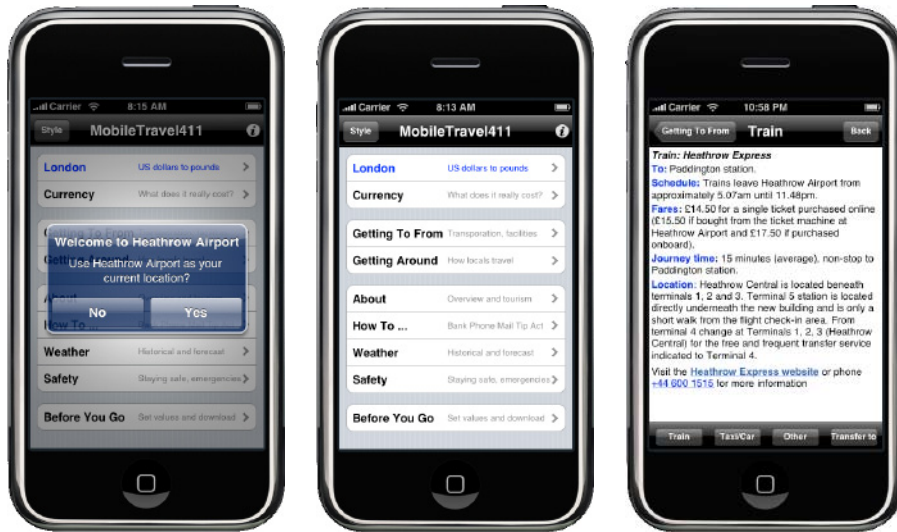 Carrier 8:15 AM
Style MobileTravel411
London US dollars to pounds
Currency What does it really cost?
Getting To From
Welcome to Heathrow Airport
Use Heathrow Airport as your
current location?
No Yes
About
How To ...
Weather Historical and forecast
Safety Staying safe, emergencies
Before You Go Set values and download
Carrier 8:13 AM
Style MobileTravel411
London US dollars to pounds
Currency What does it really cost?
Getting To From Transporation, facilities
Getting Around How locals travel
About Overview and tourism
How To ... Bank Phone Mail Tip Act
Weather Historical and forecast
Safety Staying safe, emergencies
Before You Go Set values and download
Carrier 10:58 PM
Getting To From Train Back
Train: Heathrow Express
To: Paddington station.
Schedule: Trains leave Heathrow Airport from
approximately 5.07am until 11.48pm.
Fares: £14.50 for a single ticket purchased online
(£15.50 if bought from the ticket machine at
Heathrow Airport and £17.50 if purchased
onboard).
Journey time: 15 minutes (average), non-stop to
Paddington station.
Location: Heathrow Central is located beneath
terminals 1, 2 and 3. Terminal 5 station is located
directly underneath the new building and is only a
short walk from the flight check-in area. From
terminal 4 change at Terminals 1, 2, 3 (Heathrow
Central) for the free and frequent transfer service
indicated to Terminal 4.
Visit the Heathrow Express website or phone
+44 600 1515 for more information
Train Taxi/Car Other Transfer to